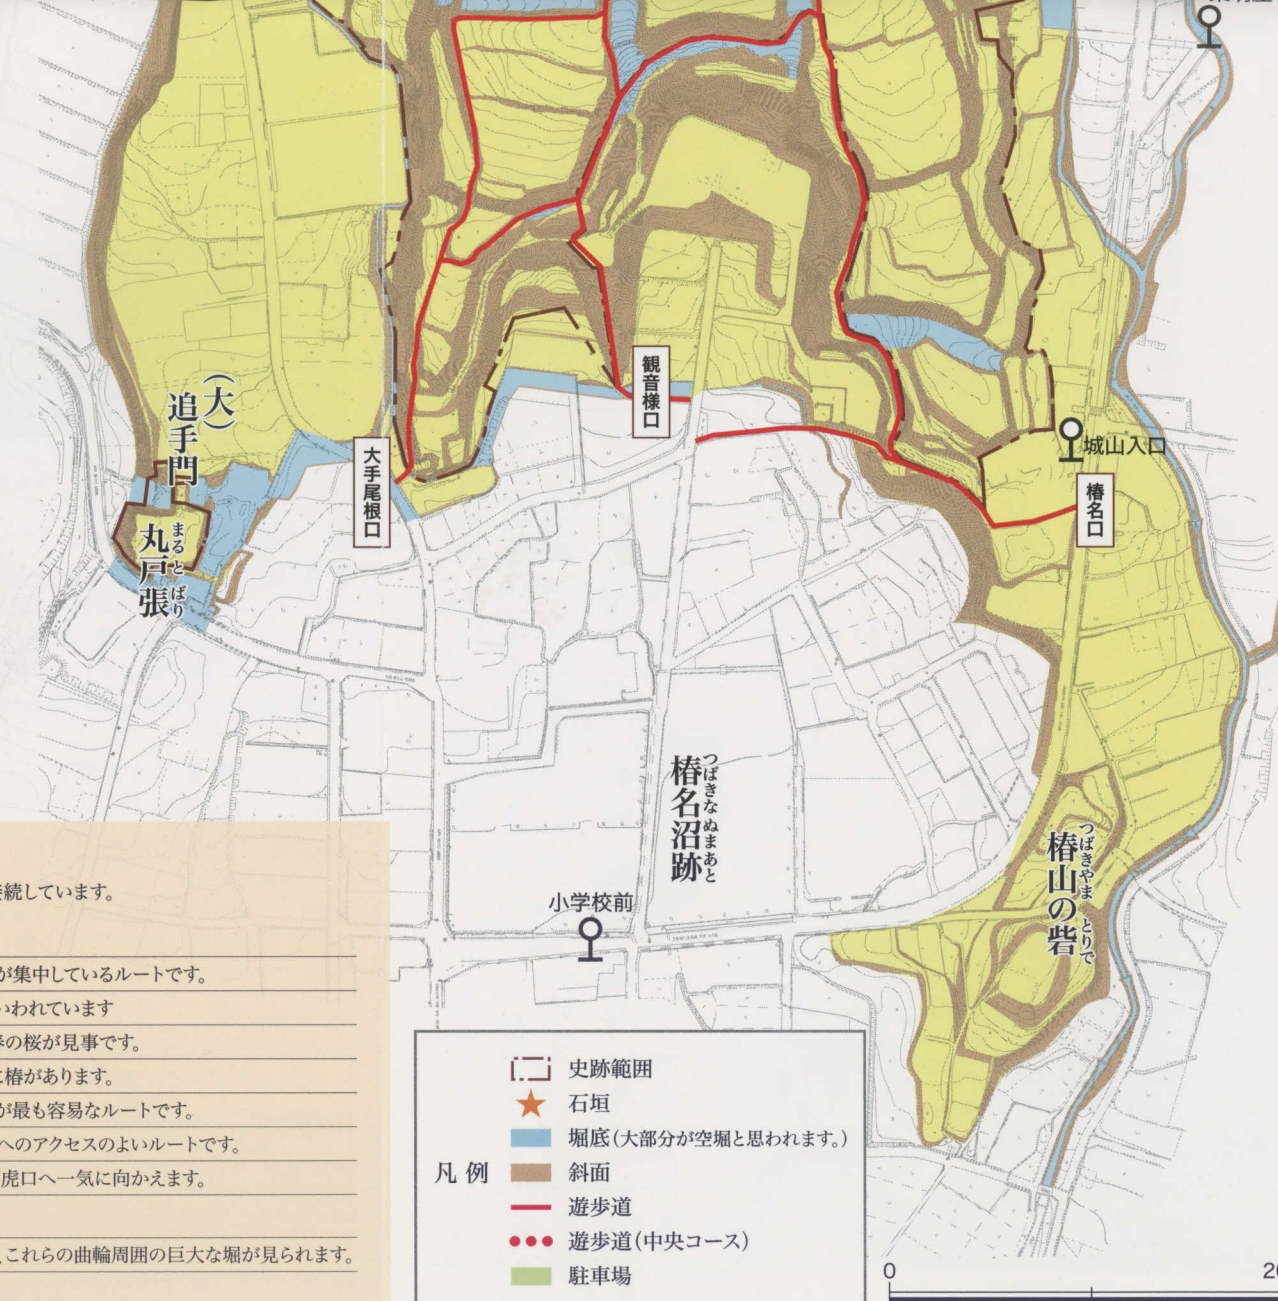 (大)
追手門
丸戸張
まるとばり
大手尾根口
観音様口
城山入口
椿名口
椿名沼跡
つばきなぬまあと
小学校前
椿山の砦
つばきやま とりで
続しています。
が集中しているルートです。
いわれています
の桜が見事です。
椿があります。
が最も容易なルートです。
へのアクセスのよいルートです。
虎口へ一気に向かえます。
これらの曲輪周囲の巨大な堀が見られます。
凡例
史跡範囲
石垣
堀底(大部分が空堀と思われます。)
斜面
遊歩道
遊歩道(中央コース)
駐車場
0